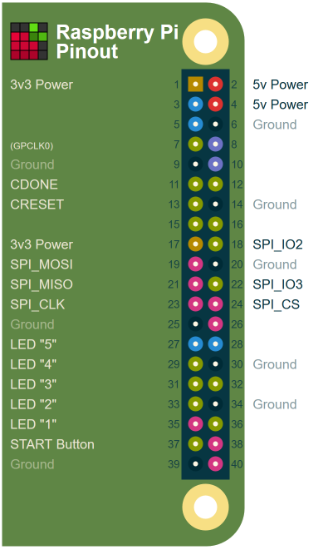 Raspberry Pi
Pinout
3v3 Power 1 2 5v Power
3 4 5v Power
5 6 Ground
(GPCLK0) 7 8
Ground 9 10
CDONE 11 12
CRESET 13 14 Ground
15 16
3v3 Power 17 18 SPI_IO2
SPI_MOSI 19 20 Ground
SPI_MISO 21 22 SPI_IO3
SPI_CLK 23 24 SPI_CS
Ground 25 26
LED "5" 27 28
LED "4" 29 30 Ground
LED "3" 31 32
LED "2" 33 34 Ground
LED "1" 35 36
START Button 37 38
Ground 39 40